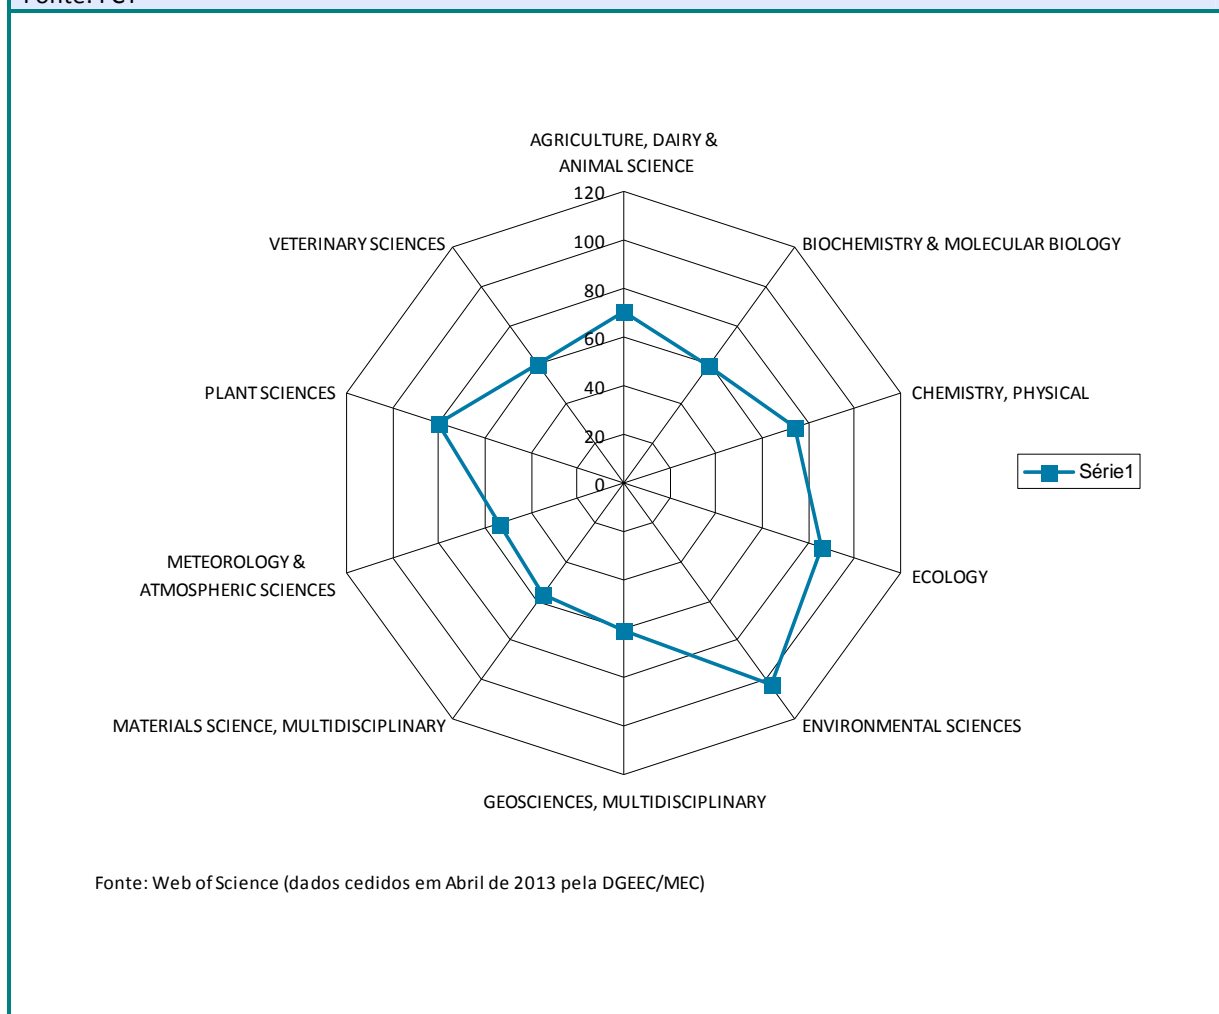 Fonte: FCT
AGRICULTURE, DAIRY &
ANIMAL SCIENCE
120
VETERINARY SCIENCES
BIOCHEMISTRY & MOLECULAR BIOLOGY
100
80
60
PLANT SCIENCES
CHEMISTRY, PHYSICAL
40
20
Série1
0
METEOROLOGY &
ATMOSPHERIC SCIENCES
ECOLOGY
MATERIALS SCIENCE, MULTIDISCIPLINARY
ENVIRONMENTAL SCIENCES
GEOSCIENCES, MULTIDISCIPLINARY
Fonte: Web of Science (dados cedidos em Abril de 2013 pela DGEEC/MEC)